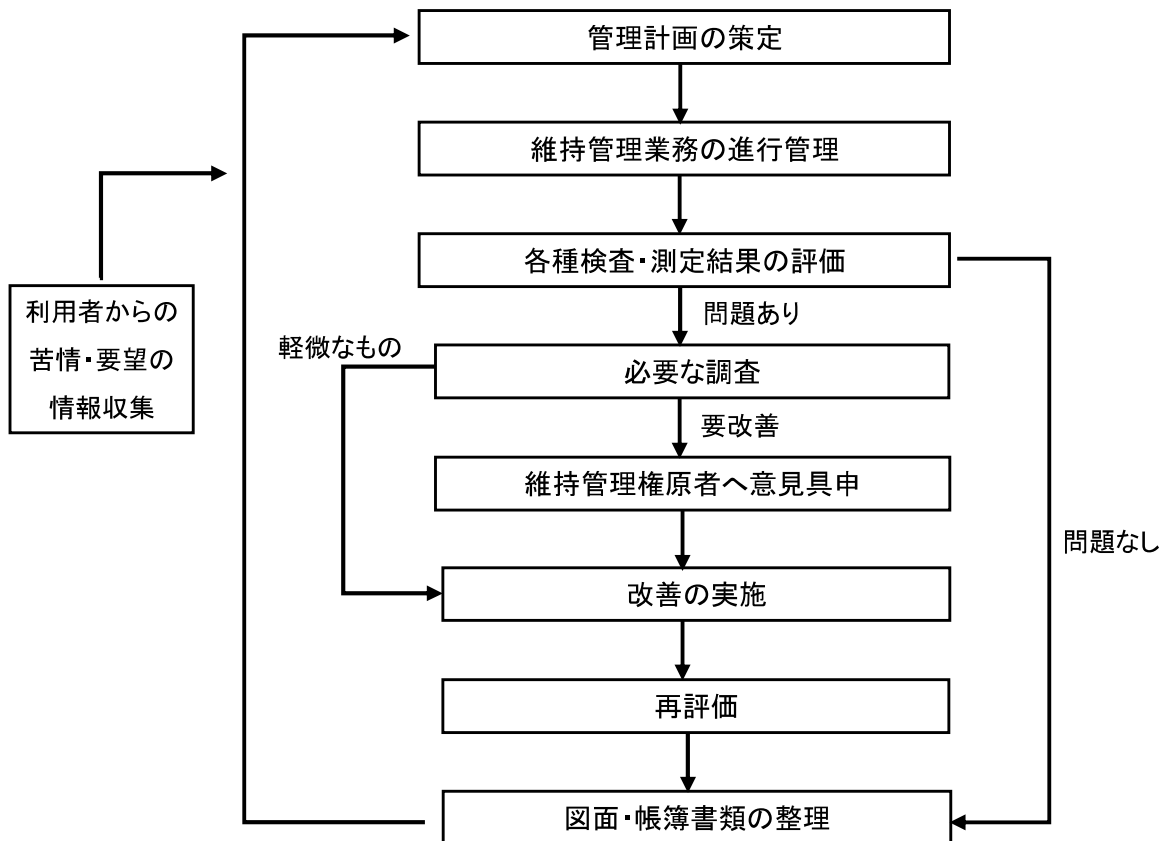 管理計画の策定
維持管理業務の進行管理
各種検査・測定結果の評価
問題あり
利用者からの
苦情・要望の
情報収集
軽微なもの
必要な調査
要改善
維持管理権原者へ意見具申
問題なし
改善の実施
再評価
図面・帳簿書類の整理